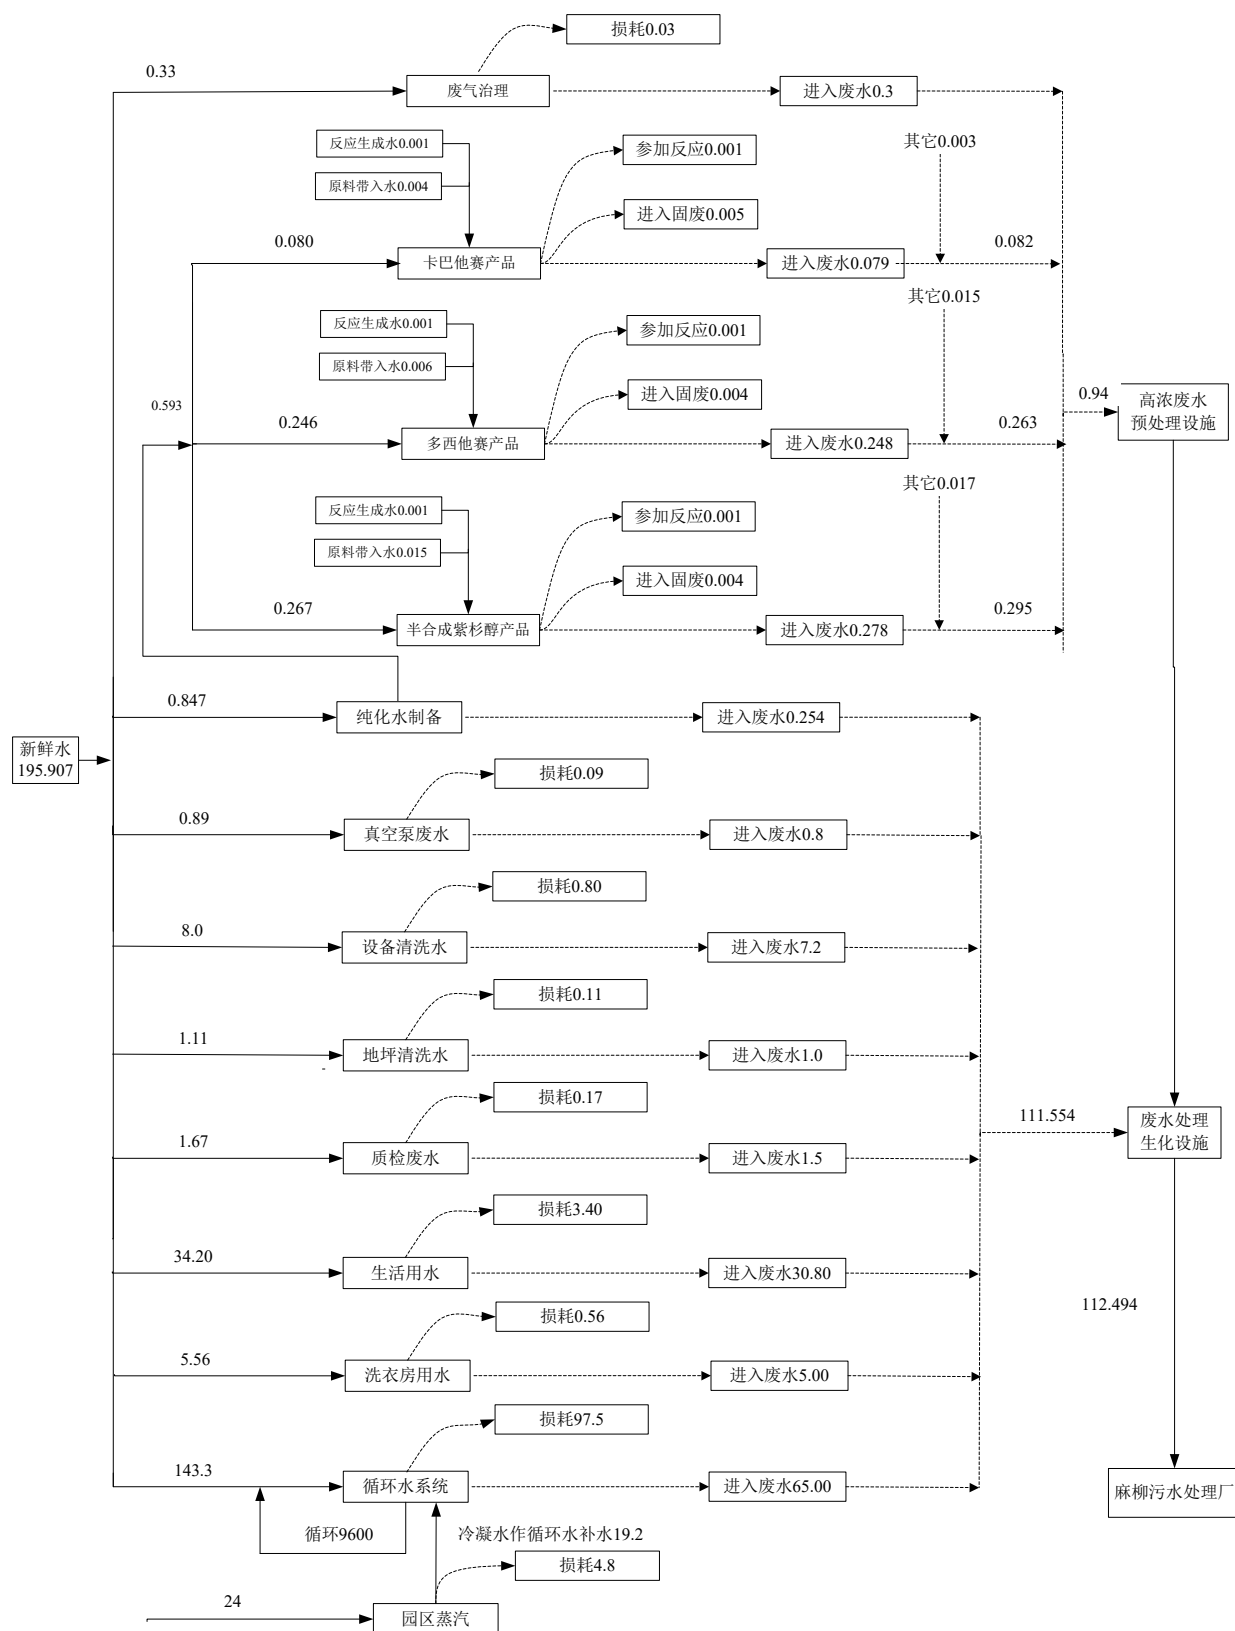 损耗0.03
0.33
废气治理
进入废水0.3
反应生成水0.001
参加反应0.001
其它0.003
原料带入水0.004
进入固废0.005
0.080
卡巴他赛产品
进入废水0.079
0.082
其它0.015
反应生成水0.001
参加反应0.001
原料带入水0.006
进入固废0.004
0.593
0.246
多西他赛产品
进入废水0.248
0.263
0.94
高浓废水
预处理设施
其它0.017
反应生成水0.001
参加反应0.001
原料带入水0.015
进入固废0.004
0.267
半合成紫杉醇产品
进入废水0.278
0.295
0.847
纯化水制备
进入废水0.254
新鲜水
195.907
损耗0.09
0.89
真空泵废水
进入废水0.8
损耗0.80
8.0
设备清洗水
进入废水7.2
损耗0.11
1.11
地坪清洗水
进入废水1.0
损耗0.17
1.67
质检废水
进入废水1.5
111.554
废水处理
生化设施
损耗3.40
34.20
生活用水
进入废水30.80
112.494
损耗0.56
5.56
洗衣房用水
进入废水5.00
损耗97.5
143.3
循环水系统
进入废水65.00
麻柳污水处理厂
循环9600
冷凝水作循环水补水19.2
损耗4.8
24
园区蒸汽